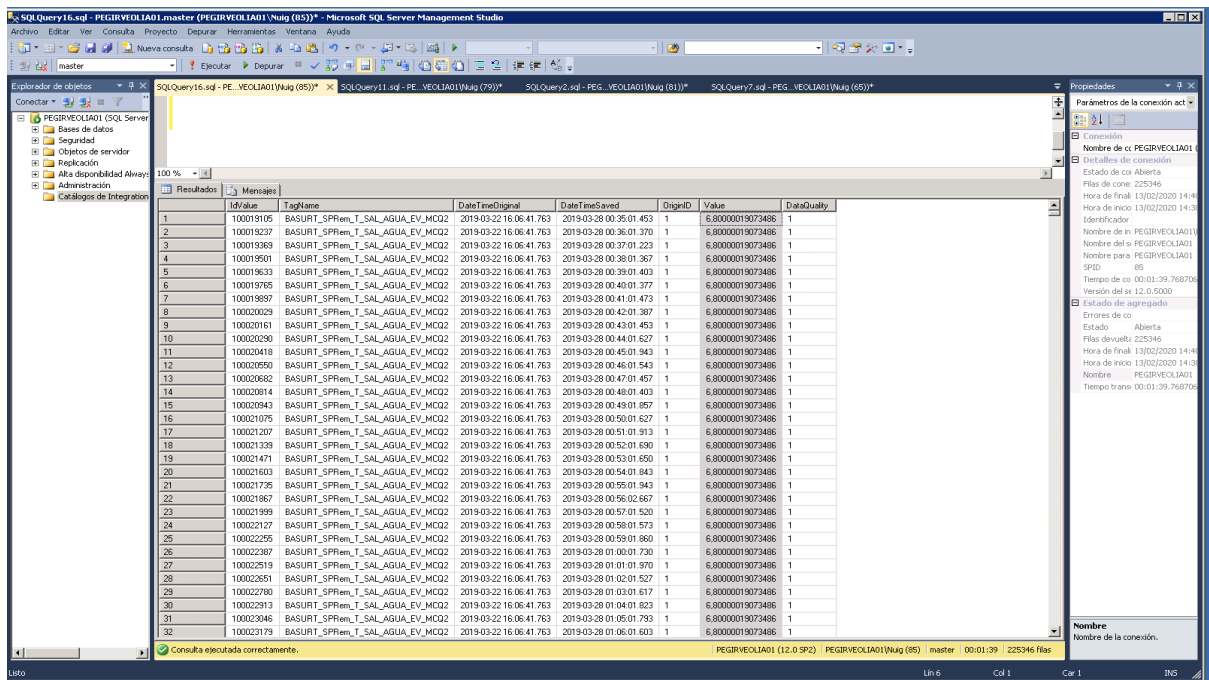 SQLQuery16.sql - PEGIRVEOLIA01.master (PEGIRVEOLIA01\Nuig (85))* - Microsoft SQL Server Management Studio
Archivo Editar Ver Consulta Proyecto Depurar Herramientas Ventana Ayuda
Nueva consulta
master Ejecutar Depurar
Explorador de objetos
Conectar
PEGIRVEOLIA01 (SQL Server
Bases de datos
Seguridad
Objetos de servidor
Replicación
Alta disponibilidad Always
Administración
Catálogos de Integration
SQLQuery16.sql - PE...VEOLIA01\Nuig (85))* SQLQuery11.sql - PE...VEOLIA01\Nuig (79))* SQLQuery2.sql - PEG...VEOLIA01\Nuig (81))* SQLQuery7.sql - PEG...VEOLIA01\Nuig (65))*
100 %
Resultados Mensajes
IdValue TagName DateTimeOriginal DateTimeSaved OriginID Value DataQuality
1 100019105 BASURT_SPRem_T_SAL_AGUA_EV_MCQ2 2019-03-22 16:06:41.763 2019-03-28 00:35:01.453 1 6,80000019073486 1
2 100019237 BASURT_SPRem_T_SAL_AGUA_EV_MCQ2 2019-03-22 16:06:41.763 2019-03-28 00:36:01.370 1 6,80000019073486 1
3 100019369 BASURT_SPRem_T_SAL_AGUA_EV_MCQ2 2019-03-22 16:06:41.763 2019-03-28 00:37:01.223 1 6,80000019073486 1
4 100019501 BASURT_SPRem_T_SAL_AGUA_EV_MCQ2 2019-03-22 16:06:41.763 2019-03-28 00:38:01.367 1 6,80000019073486 1
5 100019633 BASURT_SPRem_T_SAL_AGUA_EV_MCQ2 2019-03-22 16:06:41.763 2019-03-28 00:39:01.403 1 6,80000019073486 1
6 100019765 BASURT_SPRem_T_SAL_AGUA_EV_MCQ2 2019-03-22 16:06:41.763 2019-03-28 00:40:01.377 1 6,80000019073486 1
7 100019897 BASURT_SPRem_T_SAL_AGUA_EV_MCQ2 2019-03-22 16:06:41.763 2019-03-28 00:41:01.473 1 6,80000019073486 1
8 100020029 BASURT_SPRem_T_SAL_AGUA_EV_MCQ2 2019-03-22 16:06:41.763 2019-03-28 00:42:01.387 1 6,80000019073486 1
9 100020161 BASURT_SPRem_T_SAL_AGUA_EV_MCQ2 2019-03-22 16:06:41.763 2019-03-28 00:43:01.453 1 6,80000019073486 1
10 100020290 BASURT_SPRem_T_SAL_AGUA_EV_MCQ2 2019-03-22 16:06:41.763 2019-03-28 00:44:01.627 1 6,80000019073486 1
11 100020418 BASURT_SPRem_T_SAL_AGUA_EV_MCQ2 2019-03-22 16:06:41.763 2019-03-28 00:45:01.943 1 6,80000019073486 1
12 100020550 BASURT_SPRem_T_SAL_AGUA_EV_MCQ2 2019-03-22 16:06:41.763 2019-03-28 00:46:01.543 1 6,80000019073486 1
13 100020682 BASURT_SPRem_T_SAL_AGUA_EV_MCQ2 2019-03-22 16:06:41.763 2019-03-28 00:47:01.457 1 6,80000019073486 1
14 100020814 BASURT_SPRem_T_SAL_AGUA_EV_MCQ2 2019-03-22 16:06:41.763 2019-03-28 00:48:01.403 1 6,80000019073486 1
15 100020943 BASURT_SPRem_T_SAL_AGUA_EV_MCQ2 2019-03-22 16:06:41.763 2019-03-28 00:49:01.857 1 6,80000019073486 1
16 100021075 BASURT_SPRem_T_SAL_AGUA_EV_MCQ2 2019-03-22 16:06:41.763 2019-03-28 00:50:01.627 1 6,80000019073486 1
17 100021207 BASURT_SPRem_T_SAL_AGUA_EV_MCQ2 2019-03-22 16:06:41.763 2019-03-28 00:51:01.913 1 6,80000019073486 1
18 100021339 BASURT_SPRem_T_SAL_AGUA_EV_MCQ2 2019-03-22 16:06:41.763 2019-03-28 00:52:01.690 1 6,80000019073486 1
19 100021471 BASURT_SPRem_T_SAL_AGUA_EV_MCQ2 2019-03-22 16:06:41.763 2019-03-28 00:53:01.650 1 6,80000019073486 1
20 100021603 BASURT_SPRem_T_SAL_AGUA_EV_MCQ2 2019-03-22 16:06:41.763 2019-03-28 00:54:01.843 1 6,80000019073486 1
21 100021735 BASURT_SPRem_T_SAL_AGUA_EV_MCQ2 2019-03-22 16:06:41.763 2019-03-28 00:55:01.943 1 6,80000019073486 1
22 100021867 BASURT_SPRem_T_SAL_AGUA_EV_MCQ2 2019-03-22 16:06:41.763 2019-03-28 00:56:02.667 1 6,80000019073486 1
23 100021999 BASURT_SPRem_T_SAL_AGUA_EV_MCQ2 2019-03-22 16:06:41.763 2019-03-28 00:57:01.520 1 6,80000019073486 1
24 100022127 BASURT_SPRem_T_SAL_AGUA_EV_MCQ2 2019-03-22 16:06:41.763 2019-03-28 00:58:01.573 1 6,80000019073486 1
25 100022255 BASURT_SPRem_T_SAL_AGUA_EV_MCQ2 2019-03-22 16:06:41.763 2019-03-28 00:59:01.860 1 6,80000019073486 1
26 100022387 BASURT_SPRem_T_SAL_AGUA_EV_MCQ2 2019-03-22 16:06:41.763 2019-03-28 01:00:01.730 1 6,80000019073486 1
27 100022519 BASURT_SPRem_T_SAL_AGUA_EV_MCQ2 2019-03-22 16:06:41.763 2019-03-28 01:01:01.970 1 6,80000019073486 1
28 100022651 BASURT_SPRem_T_SAL_AGUA_EV_MCQ2 2019-03-22 16:06:41.763 2019-03-28 01:02:01.527 1 6,80000019073486 1
29 100022780 BASURT_SPRem_T_SAL_AGUA_EV_MCQ2 2019-03-22 16:06:41.763 2019-03-28 01:03:01.617 1 6,80000019073486 1
30 100022913 BASURT_SPRem_T_SAL_AGUA_EV_MCQ2 2019-03-22 16:06:41.763 2019-03-28 01:04:01.823 1 6,80000019073486 1
31 100023046 BASURT_SPRem_T_SAL_AGUA_EV_MCQ2 2019-03-22 16:06:41.763 2019-03-28 01:05:01.793 1 6,80000019073486 1
32 100023179 BASURT_SPRem_T_SAL_AGUA_EV_MCQ2 2019-03-22 16:06:41.763 2019-03-28 01:06:01.603 1 6,80000019073486 1
Consulta ejecutada correctamente. PEGIRVEOLIA01 (12.0 SP2) PEGIRVEOLIA01\Nuig (85) master 00:01:39 225346 filas
Propiedades
Parámetros de la conexión act
Conexión
Nombre de cc PEGIRVEOLIA01 (
Detalles de conexión
Estado de co Abierta
Filas de cone: 225346
Hora de finali 13/02/2020 14:4
Hora de inicio 13/02/2020 14:3
Identificador
Nombre de in PEGIRVEOLIA01\
Nombre del s PEGIRVEOLIA01
Nombre para PEGIRVEOLIA01
SPID 85
Tiempo de co 00:01:39.768706
Versión del se 12.0.5000
Estado de agregado
Errores de co
Estado Abierta
Filas devuelta 225346
Hora de finali 13/02/2020 14:4
Hora de inicio 13/02/2020 14:3
Nombre PEGIRVEOLIA01
Tiempo trans 00:01:39.768706
Nombre
Nombre de la conexión.
Listo Lín 6 Col 1 Car 1 INS